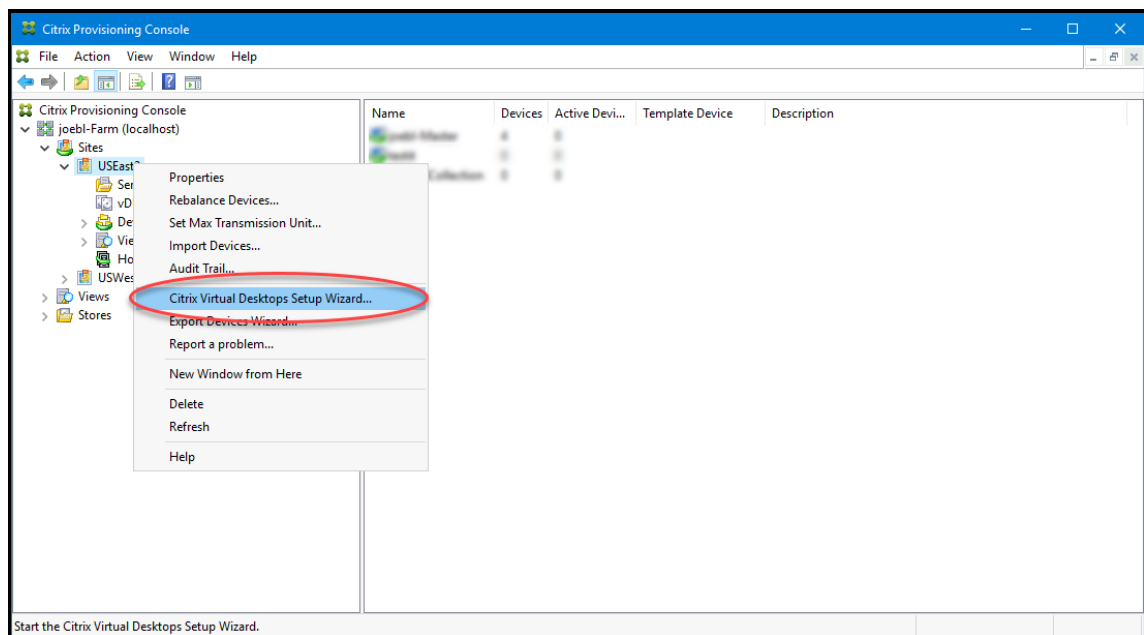 Citrix Provisioning Console
File Action View Window Help
Citrix Provisioning Console
joebl-Farm (localhost)
Sites
USEast2
Ser
vD
De
Vie
Ho
USWes
Views
Stores
Properties
Rebalance Devices...
Set Max Transmission Unit...
Import Devices...
Audit Trail...
Citrix Virtual Desktops Setup Wizard...
Export Devices Wizard...
Report a problem...
New Window from Here
Delete
Refresh
Help
Name Devices Active Devi... Template Device Description
Start the Citrix Virtual Desktops Setup Wizard.